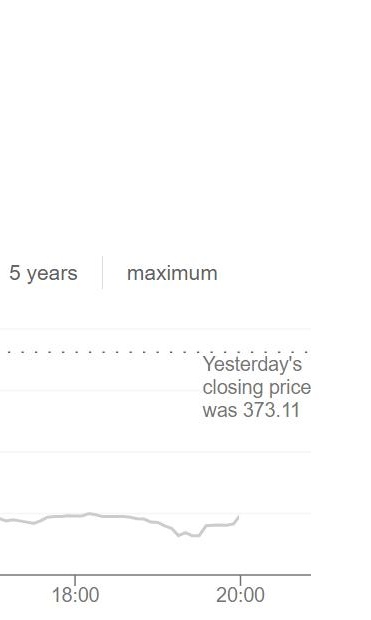 5 years
maximum
Yesterday's
closing price
was 373.11
18:00
20:00